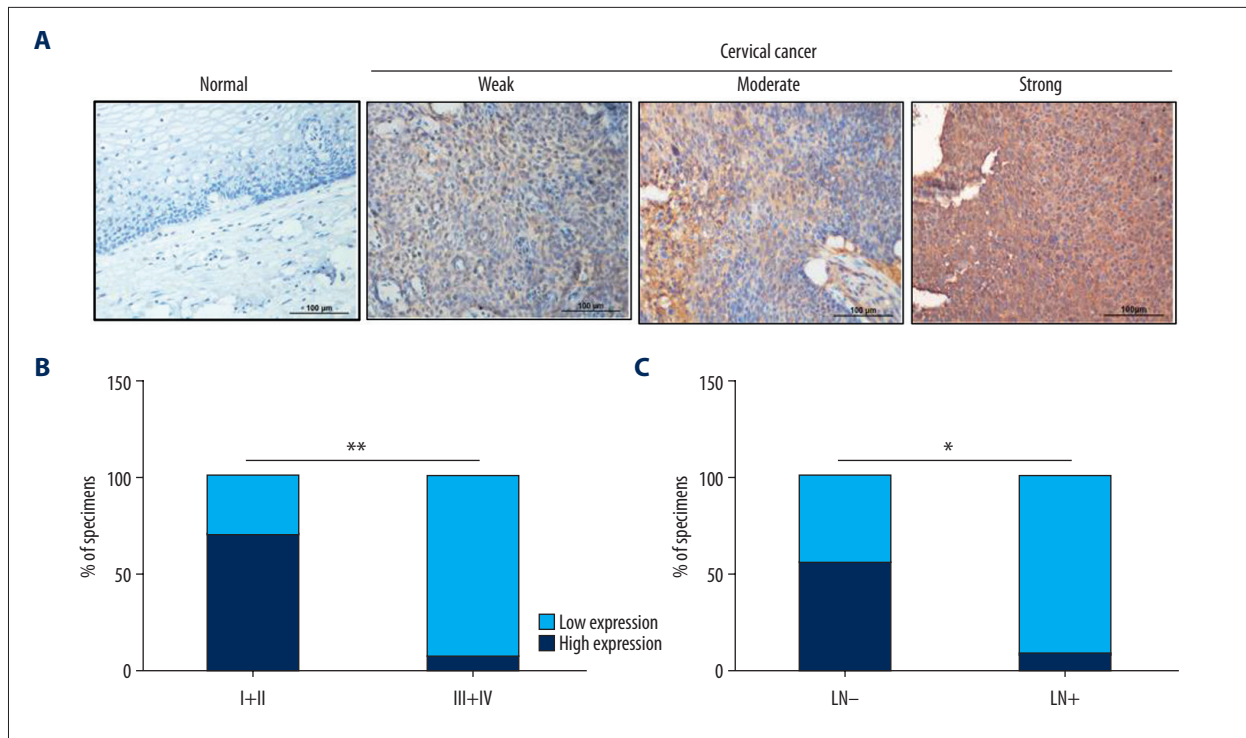 A
Cervical cancer
Normal
Weak
Moderate
Strong
100 µm
100 µm
100 µm
100µm
B
150
100
50
0
% of specimens
**
I+II
III+IV
Low expression
High expression
C
150
100
50
0
% of specimens
*
LN–
LN+